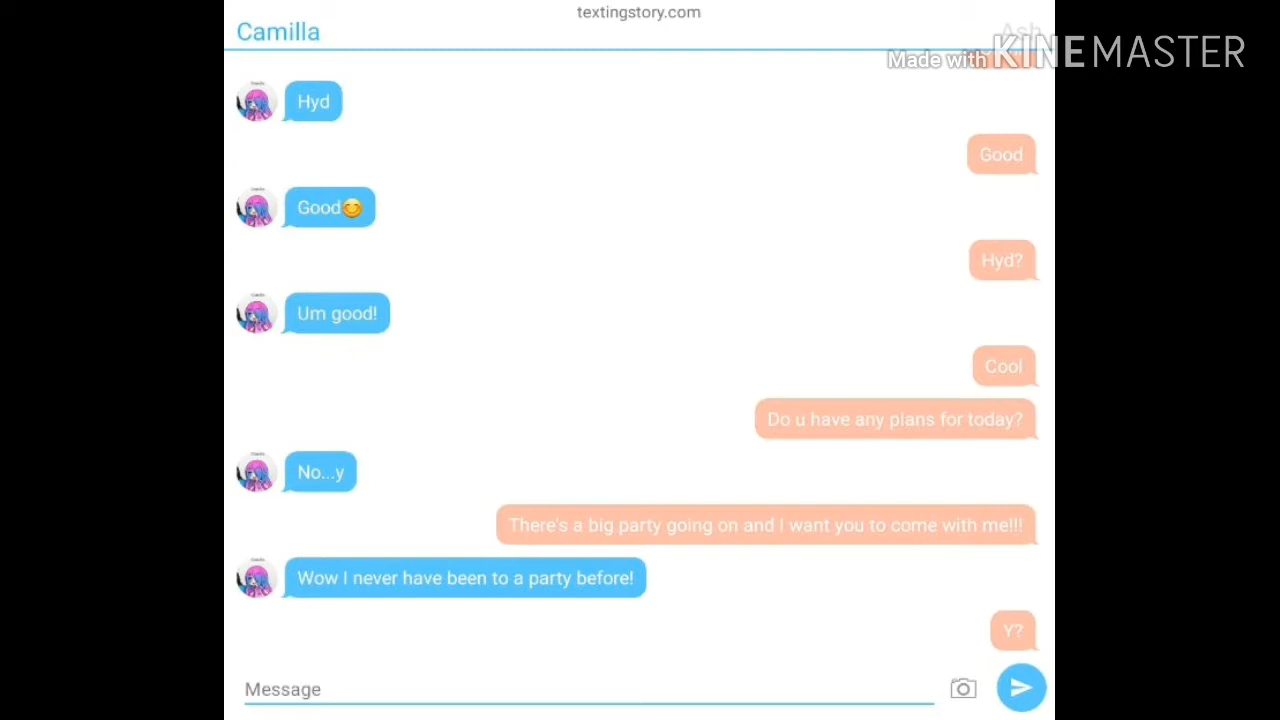 textingstory.com
Camilla
Ash
Made with KINEMASTER
Hyd
Good
Good😊
Hyd?
Um good!
Cool
Do u have any plans for today?
No...y
There's a big party going on and I want you to come with me!!!
Wow I never have been to a party before!
Y?
Message